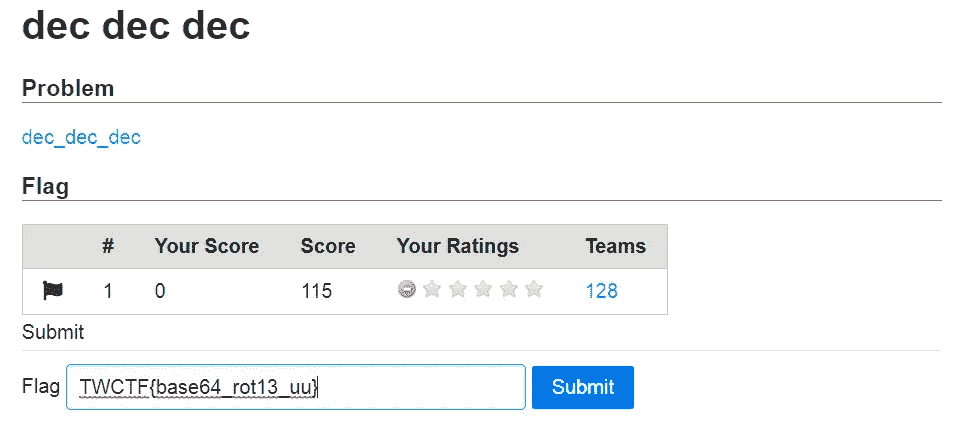 dec dec dec
Problem
dec_dec_dec
Flag
# Your Score Score Your Ratings Teams
1 0 115 128
Submit
Flag TWCTF{base64_rot13_uu} Submit